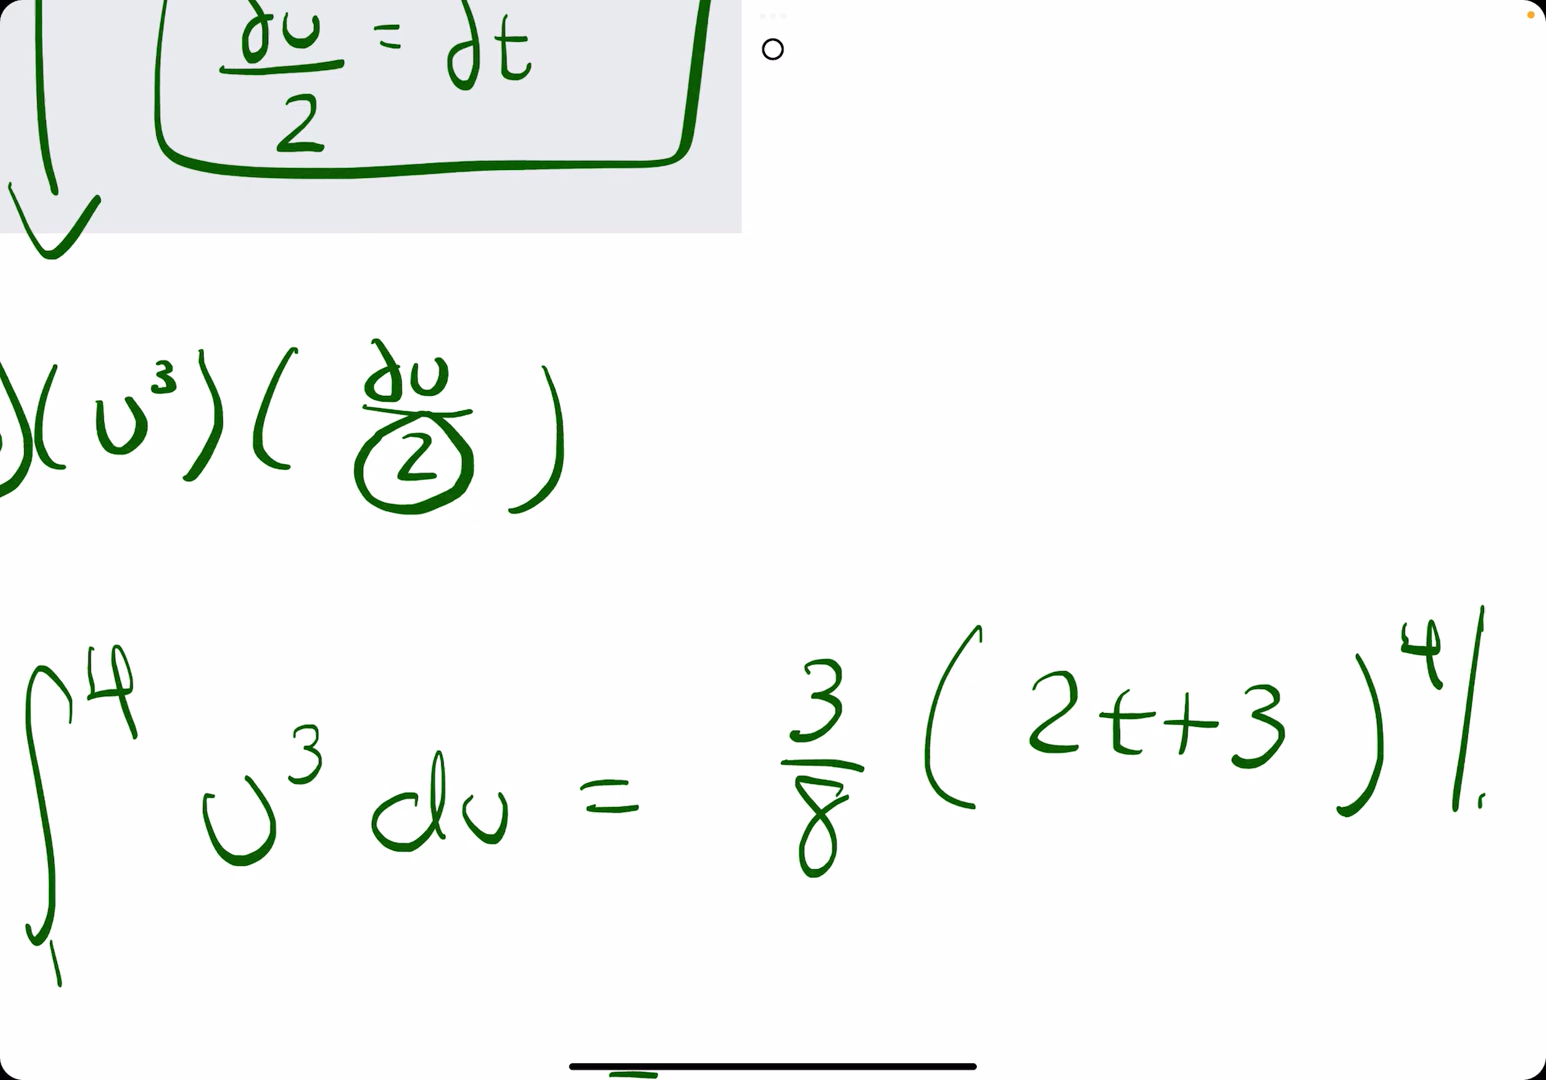 du/2 = dt
)(u³)(du/2)
∫₁⁴ u³ du = 3/8 (2t+3)⁴ |